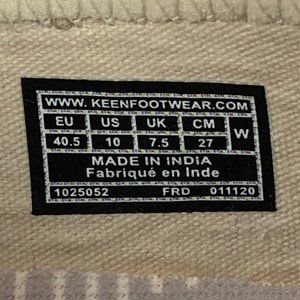 WWW.KEENFOOTWEAR.COM
EU US UK CM W
40.5 10 7.5 27
MADE IN INDIA
Fabriqué en Inde
1025052 FRD 011120